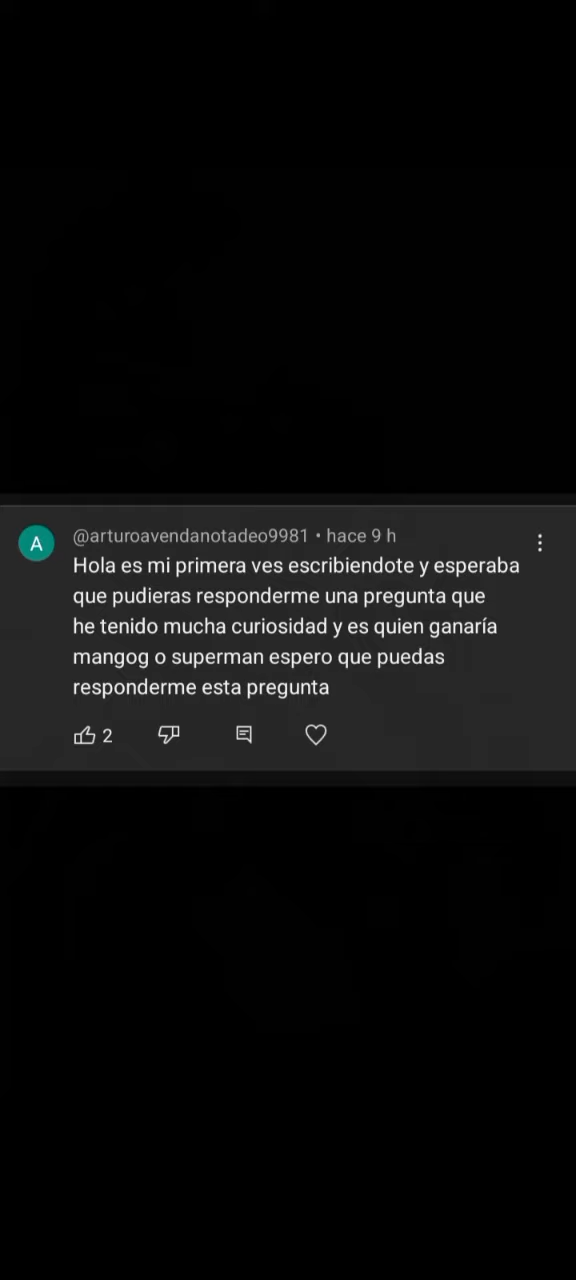 A
@arturoavendanotadeo9981 • hace 9 h
Hola es mi primera ves escribiendote y esperaba
que pudieras responderme una pregunta que
he tenido mucha curiosidad y es quien ganaría
mangog o superman espero que puedas
responderme esta pregunta
2